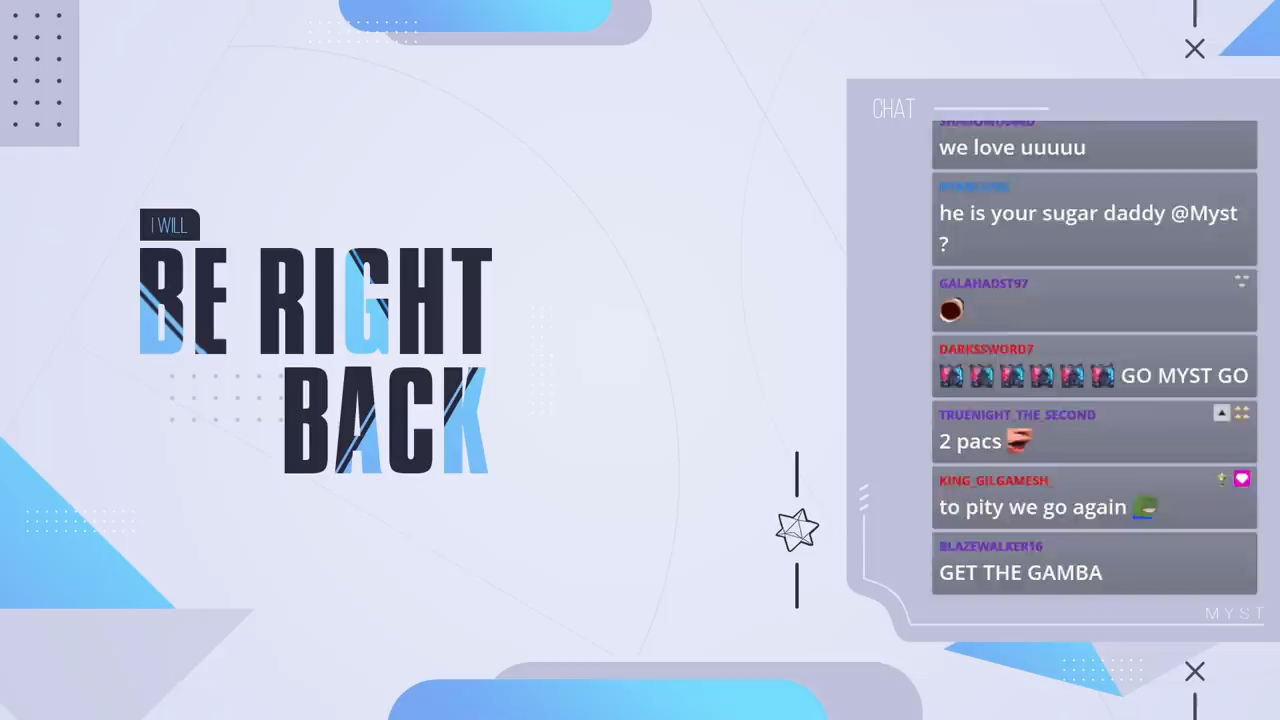 I WILL
BE RIGHT
BACK
CHAT
we love uuuuu
he is your sugar daddy @Myst
?
GALAHADST97
DARKSSWORD7
GO MYST GO
TRUENIGHT_THE_SECOND
2 pacs
KING_GILGAMESH_
to pity we go again
BLAZEWALKER16
GET THE GAMBA
MYST